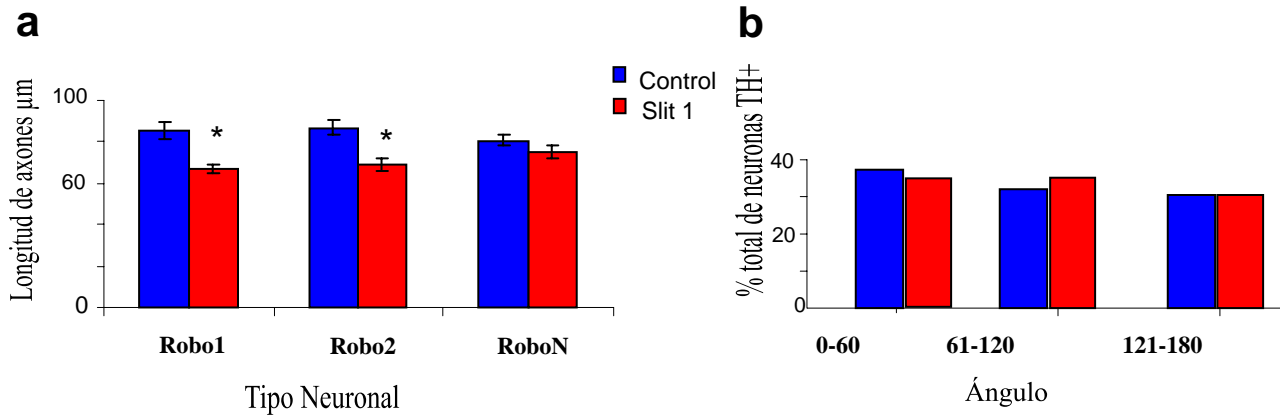 a
Longitud de axones µm
100
60
0
*
*
Robo1 Robo2 RoboN
Tipo Neuronal
Control
Slit 1
b
% total de neuronas TH+
40
20
0
0-60 61-120 121-180
Ángulo